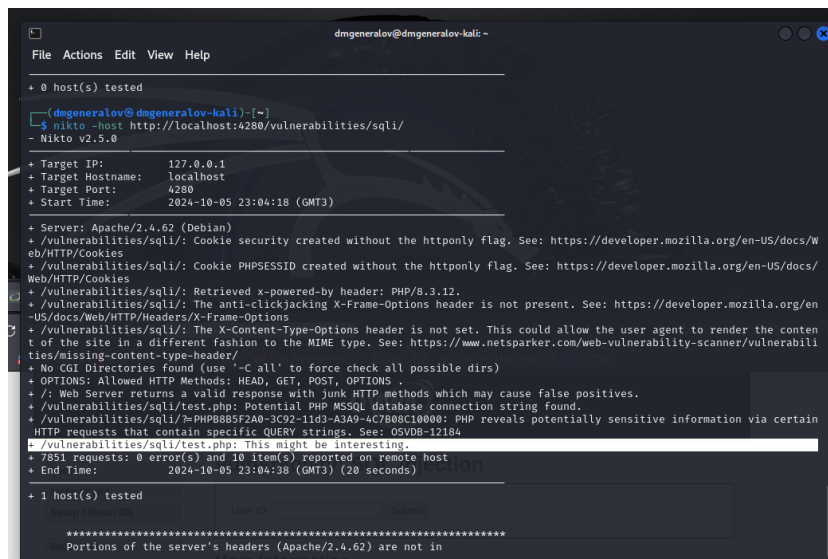 dmgeneralov@dmgeneralov-kali: ~
File Actions Edit View Help
+ 0 host(s) tested
(dmgeneralov㉿dmgeneralov-kali)-[~]
$ nikto -host http://localhost:4280/vulnerabilities/sqli/
- Nikto v2.5.0
+ Target IP: 127.0.0.1
+ Target Hostname: localhost
+ Target Port: 4280
+ Start Time: 2024-10-05 23:04:18 (GMT3)
+ Server: Apache/2.4.62 (Debian)
+ /vulnerabilities/sqli/: Cookie security created without the httponly flag. See: https://developer.mozilla.org/en-US/docs/W
eb/HTTP/Cookies
+ /vulnerabilities/sqli/: Cookie PHPSESSID created without the httponly flag. See: https://developer.mozilla.org/en-US/docs/
Web/HTTP/Cookies
+ /vulnerabilities/sqli/: Retrieved x-powered-by header: PHP/8.3.12.
+ /vulnerabilities/sqli/: The anti-clickjacking X-Frame-Options header is not present. See: https://developer.mozilla.org/en
-US/docs/Web/HTTP/Headers/X-Frame-Options
+ /vulnerabilities/sqli/: The X-Content-Type-Options header is not set. This could allow the user agent to render the conten
t of the site in a different fashion to the MIME type. See: https://www.netsparker.com/web-vulnerability-scanner/vulnerabili
ties/missing-content-type-header/
+ No CGI Directories found (use '-C all' to force check all possible dirs)
+ OPTIONS: Allowed HTTP Methods: HEAD, GET, POST, OPTIONS .
+ /: Web Server returns a valid response with junk HTTP methods which may cause false positives.
+ /vulnerabilities/sqli/test.php: Potential PHP MSSQL database connection string found.
+ /vulnerabilities/sqli/?=PHPB8B5F2A0-3C92-11d3-A3A9-4C7B08C10000: PHP reveals potentially sensitive information via certain
HTTP requests that contain specific QUERY strings. See: OSVDB-12184
+ /vulnerabilities/sqli/test.php: This might be interesting.
+ 7851 requests: 0 error(s) and 10 item(s) reported on remote host
+ End Time: 2024-10-05 23:04:38 (GMT3) (20 seconds)
+ 1 host(s) tested
Setup / Reset DB User ID: Submit
*********************************************************************
Portions of the server's headers (Apache/2.4.62) are not in